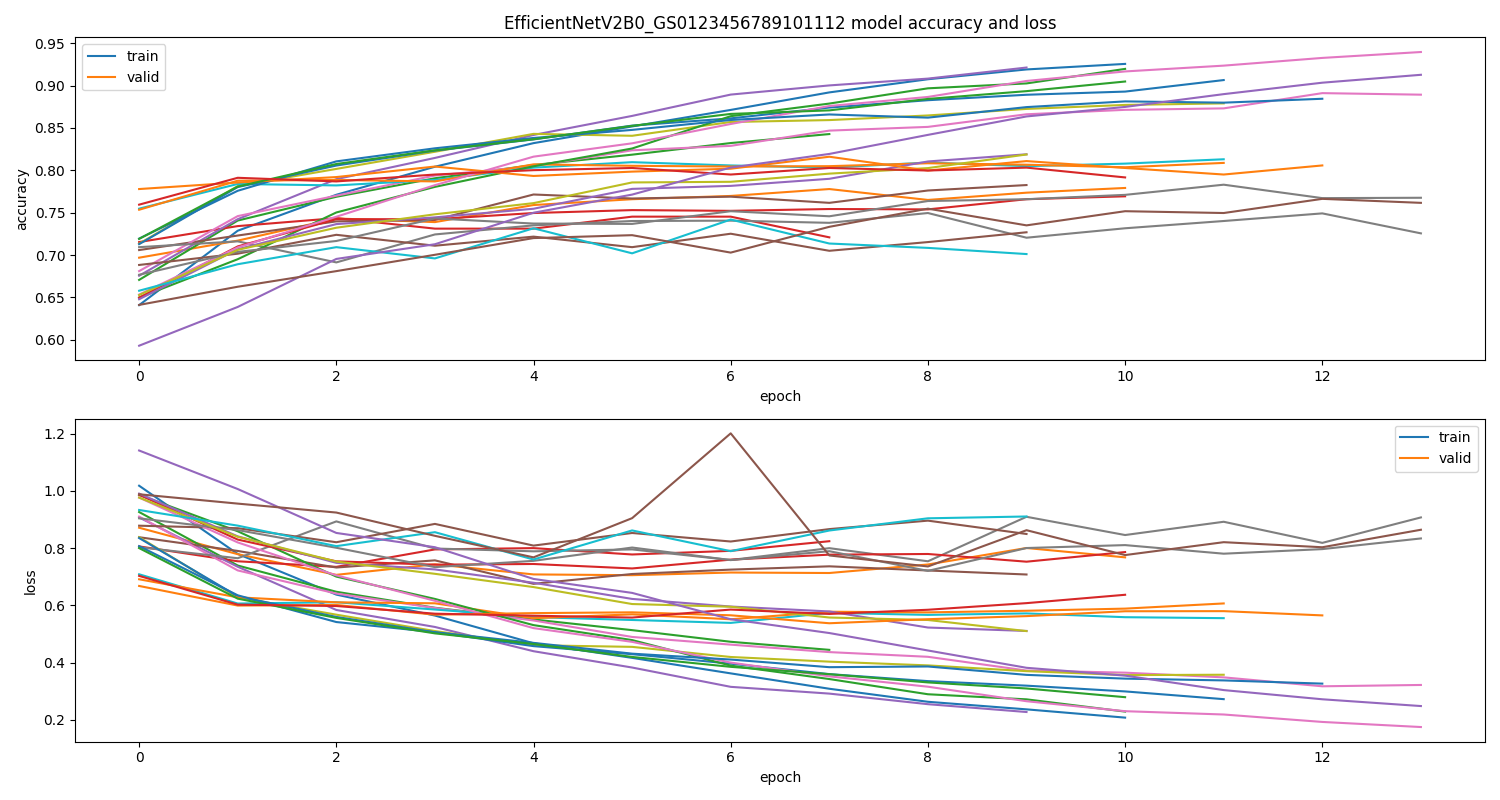 EfficientNetV2B0_GS0123456789101112 model accuracy and loss
0.95
0.90
0.85
0.80
0.75
0.70
0.65
0.60
accuracy
train
valid
0 2 4 6 8 10 12
epoch
1.2
1.0
0.8
0.6
0.4
0.2
loss
train
valid
0 2 4 6 8 10 12
epoch